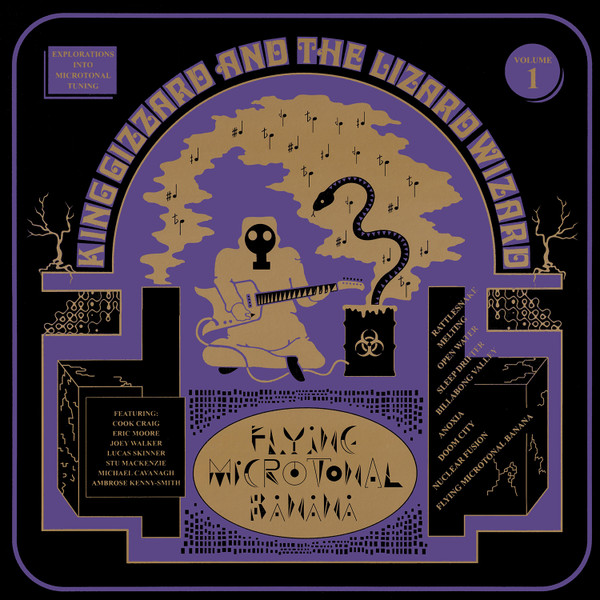 EXPLORATIONS
INTO
MICROTONAL
TUNING
KING GIZZARD AND THE LIZARD WIZARD
VOLUME
1
RATTLESNAKE
MELTING
OPEN WATER
SLEEP DRIFTER
BILLABONG VALLEY
ANOXIA
DOOM CITY
NUCLEAR FUSION
FLYING MICROTONAL BANANA
FEATURING:
COOK CRAIG
ERIC MOORE
JOEY WALKER
LUCAS SKINNER
STU MACKENZIE
MICHAEL CAVANAGH
AMBROSE KENNY-SMITH
FLYING
MICROTONAL
BANANA